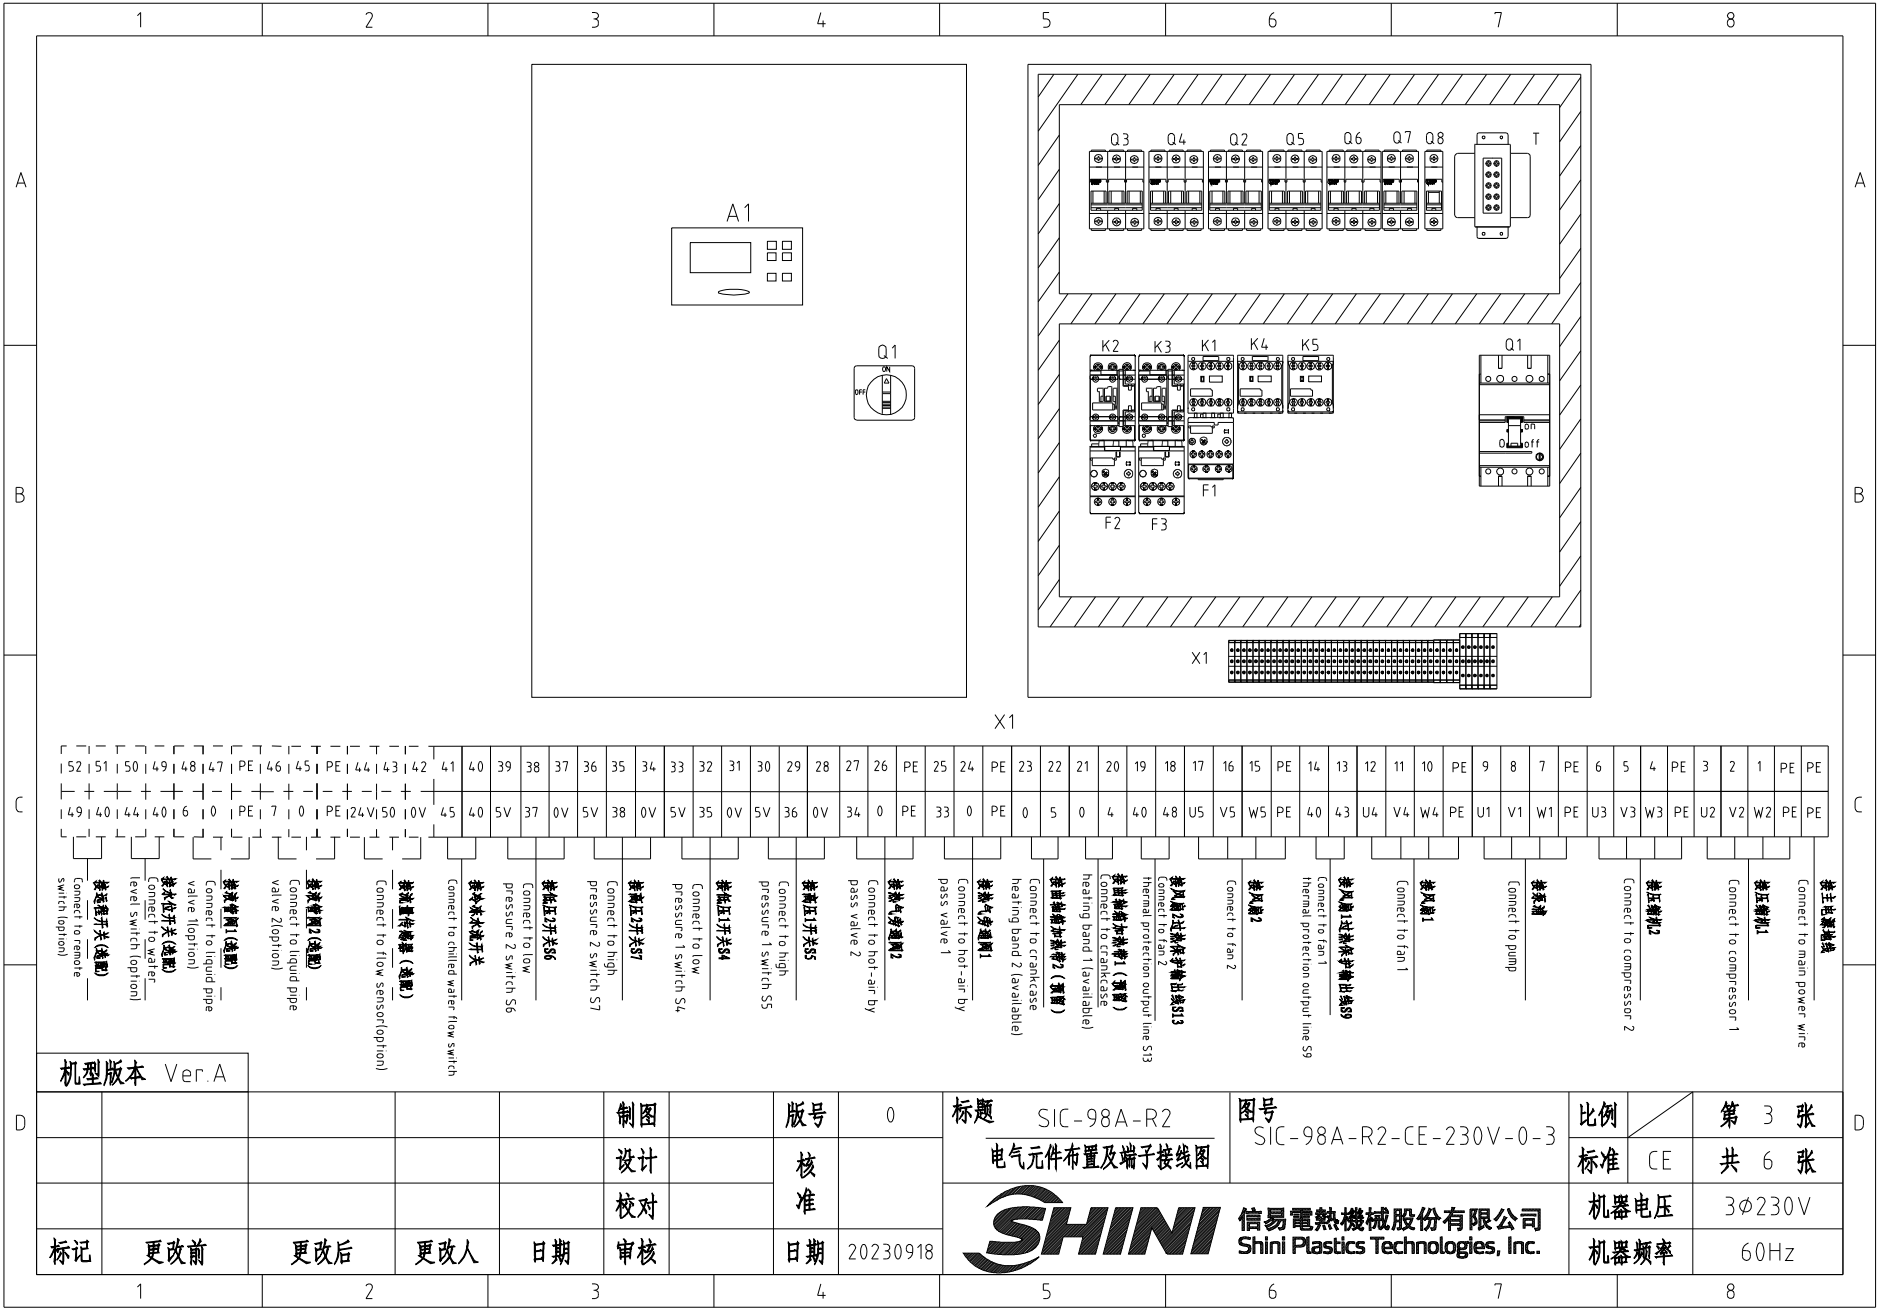 1 2 3 4 5 6 7 8
A
A
Q3 Q4 Q2 Q5 Q6 Q7 Q8 T
A1
K2 K3 K1 K4 K5 Q1
Q1
ON
OFF
on
O off
F1
F2 F3
B
B
X1
X1
C
C
52 51 50 49 48 47 PE 46 45 PE 44 43 42 41 40 39 38 37 36 35 34 33 32 31 30 29 28 27 26 PE 25 24 PE 23 22 21 20 19 18 17 16 15 PE 14 13 12 11 10 PE 9 8 7 PE 6 5 4 PE 3 2 1 PE PE
49 40 44 40 6 0 PE 7 0 PE 24V 50 0V 45 40 5V 37 0V 5V 38 0V 5V 35 0V 5V 36 0V 34 0 PE 33 0 PE 0 5 0 4 40 48 U5 V5 W5 PE 40 43 U4 V4 W4 PE U1 V1 W1 PE U3 V3 W3 PE U2 V2 W2 PE PE
接远程开关(选配)
Connect to remote
switch (option)
接水位开关(选配)
Connect to water
level switch (option)
接液管阀1(选配)
Connect to liquid pipe
valve 1(option)
接液管阀2(选配)
Connect to liquid pipe
valve 2(option)
接流量传感器（选配）
Connect to flow sensor(option)
接冷冻水流开关
Connect to chilled water flow switch
接低压2开关S6
Connect to low
pressure 2 switch S6
接高压2开关S7
Connect to high
pressure 2 switch S7
接低压1开关S4
Connect to low
pressure 1 switch S4
接高压1开关S5
Connect to high
pressure 1 switch S5
接热气旁通阀2
Connect to hot-air by
pass valve 2
接热气旁通阀1
Connect to hot-air by
pass valve 1
接曲轴箱加热带2（预留）
Connect to crankcase
heating band 2 (available)
接曲轴箱加热带1（预留）
Connect to crankcase
heating band 1 (available)
接风扇2过热保护输出线S13
Connect to fan 2
thermal protection output line S13
接风扇2
Connect to fan 2
接风扇1过热保护输出线S9
Connect to fan 1
thermal protection output line S9
接风扇1
Connect to fan 1
接泵浦
Connect to pump
接压缩机2
Connect to compressor 2
接压缩机1
Connect to compressor 1
接主电源地线
Connect to main power wire
机型版本 Ver.A
D
D
制图 版号 0
设计 核准
校对
标记 更改前 更改后 更改人 日期 审核 日期 20230918
标题 SIC-98A-R2
电气元件布置及端子接线图
图号
SIC-98A-R2-CE-230V-0-3
比例 第 3 张
标准 CE 共 6 张
机器电压 3Φ230V
机器频率 60Hz
SHINI 信易電熱機械股份有限公司
Shini Plastics Technologies, Inc.
1 2 3 4 5 6 7 8